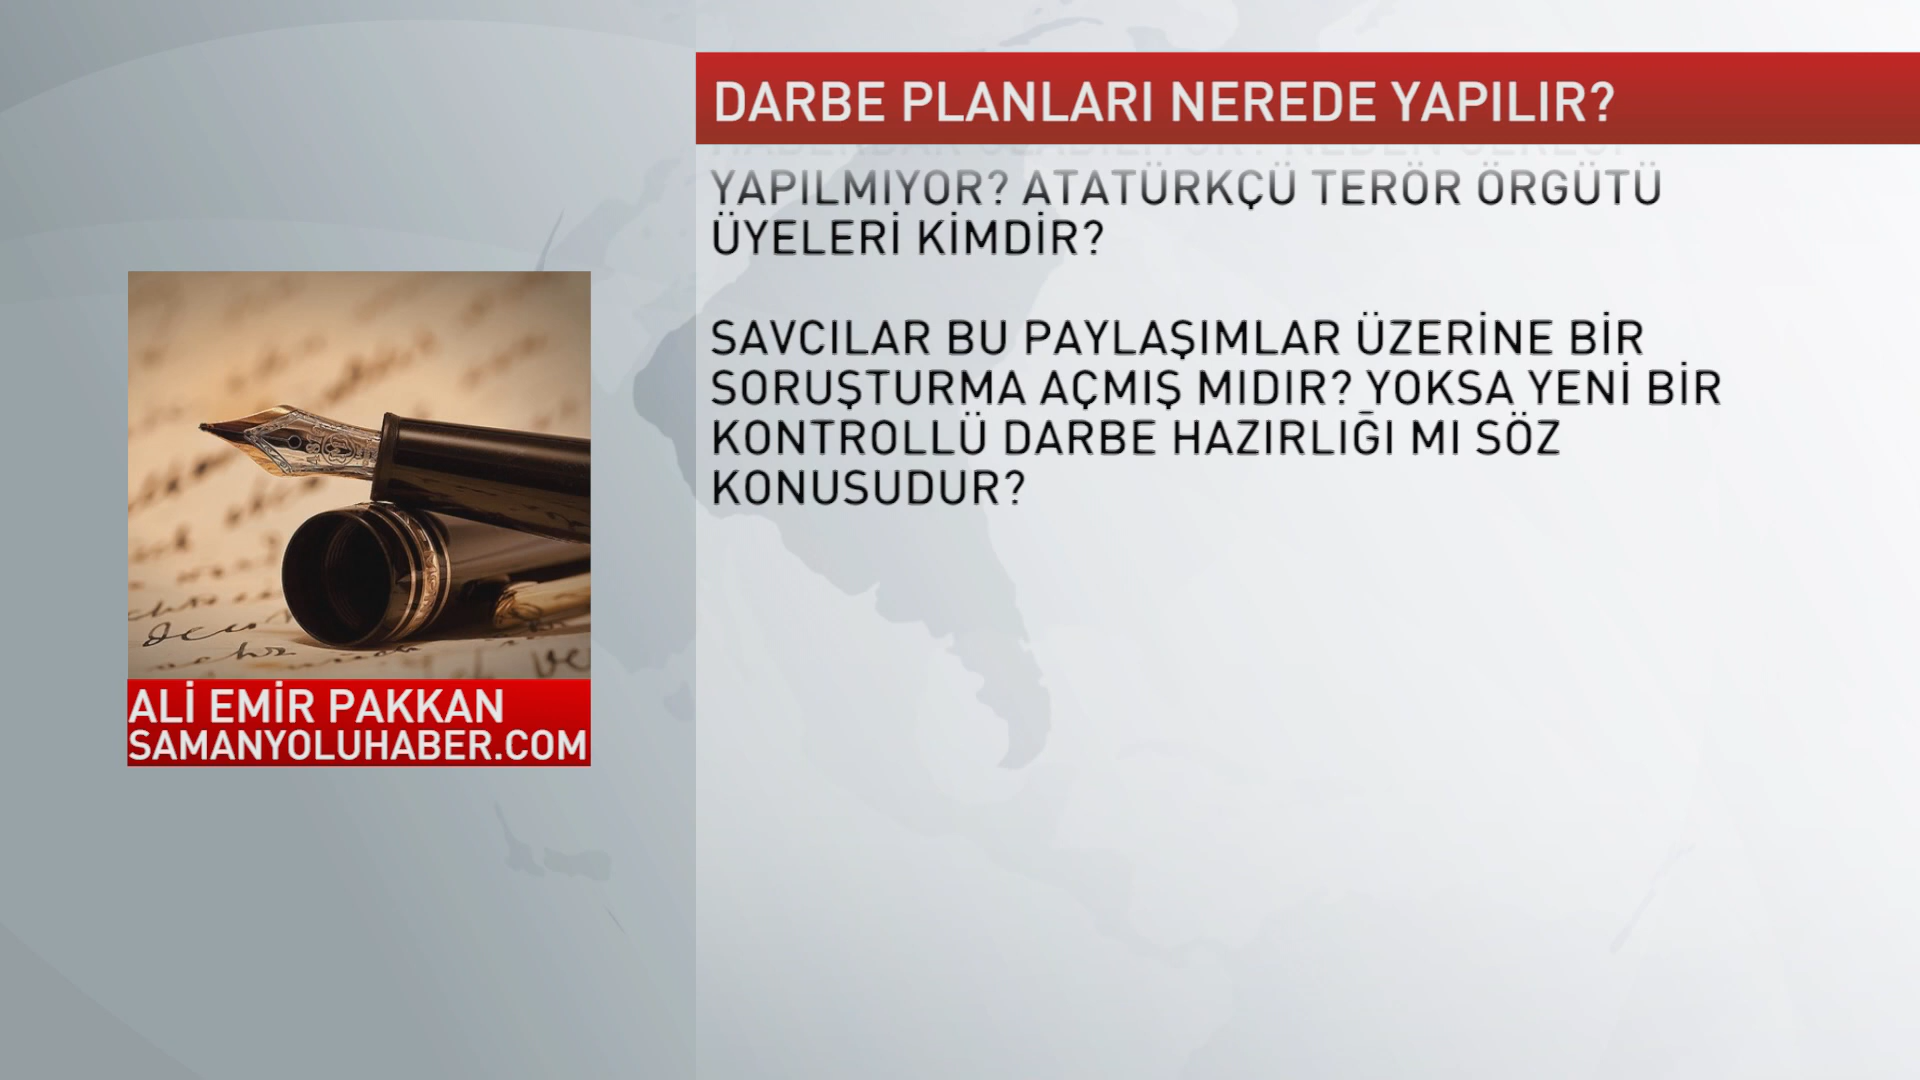 DARBE PLANLARI NEREDE YAPILIR?
YAPILMIYOR? ATATÜRKÇÜ TERÖR ÖRGÜTÜ
ÜYELERİ KİMDİR?
SAVCILAR BU PAYLAŞIMLAR ÜZERİNE BİR
SORUŞTURMA AÇMIŞ MIDIR? YOKSA YENİ BİR
KONTROLLÜ DARBE HAZIRLIĞI MI SÖZ
KONUSUDUR?
ALİ EMİR PAKKAN
SAMANYOLUHABER.COM